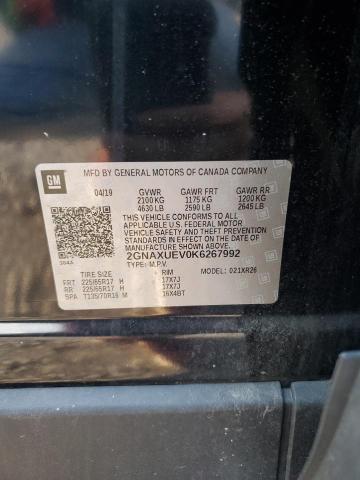 GM
MFD BY GENERAL MOTORS OF CANADA COMPANY
04/19 GVWR GAWR FRT GAWR RR
2100 KG 1175 KG 1200 KG
4630 LB 2590 LB 2645 LB
THIS VEHICLE CONFORMS TO ALL
APPLICABLE U.S. FEDERAL MOTOR
VEHICLE SAFETY AND THEFT PREVENTION
STANDARDS IN EFFECT ON THE DATE OF
MANUFACTURE SHOWN ABOVE.
2GNAXUEV0K6267992
TYPE: M.P.V. MODEL: 021XR26
TIRE SIZE RIM
FRT 225/65R17 H 17X7J
RR 225/65R17 H 17X7J
SPA T135/70R16 M 16X4BT